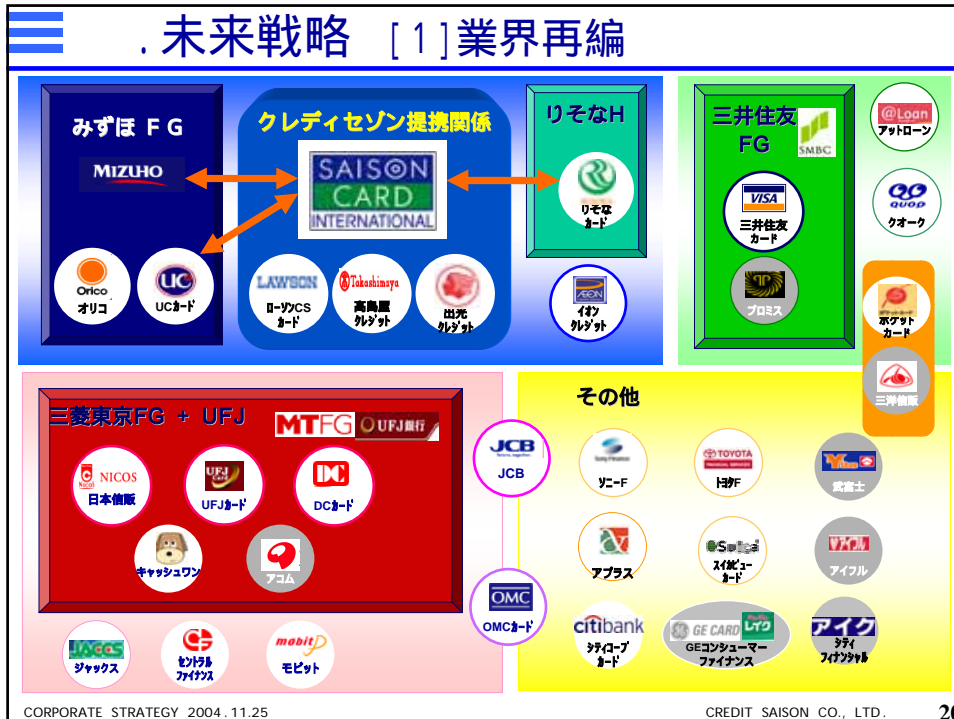 .未来戦略 [1]業界再編
みずほ FG
MIZUHO
Orico
オリコ
UC
UCカード
クレディセゾン提携関係
SAISON
CARD
INTERNATIONAL
LAWSON
ローソンCS
カード
Takashimaya
高島屋
クレジット
出光
クレジット
りそなH
りそな
カード
AEON
イオン
クレジット
三井住友
FG
SMBC
VISA
三井住友
カード
プロミス
@Loan
アットローン
QUOQ
クオーク
ポケット
カード
三洋信販
三菱東京FG + UFJ
MTFG
UFJ銀行
NICOS
日本信販
UFJ
Card
UFJカード
DC
DCカード
キャッシュワン
アコム
JACCS
ジャックス
セントラル
ファイナンス
mobit
モビット
JCB
JCB
OMC
OMCカード
その他
Sony Finance
ソニーF
TOYOTA
FINANCIAL SERVICES
トヨタF
武富士
アプラス
Suica
スイカビュー
カード
アイフル
アイフル
citibank
シティコープ
カード
GE CARD
レイク
GEコンシューマー
ファイナンス
アイク
シティ
フィナンシャル
CORPORATE STRATEGY 2004.11.25
CREDIT SAISON CO., LTD.